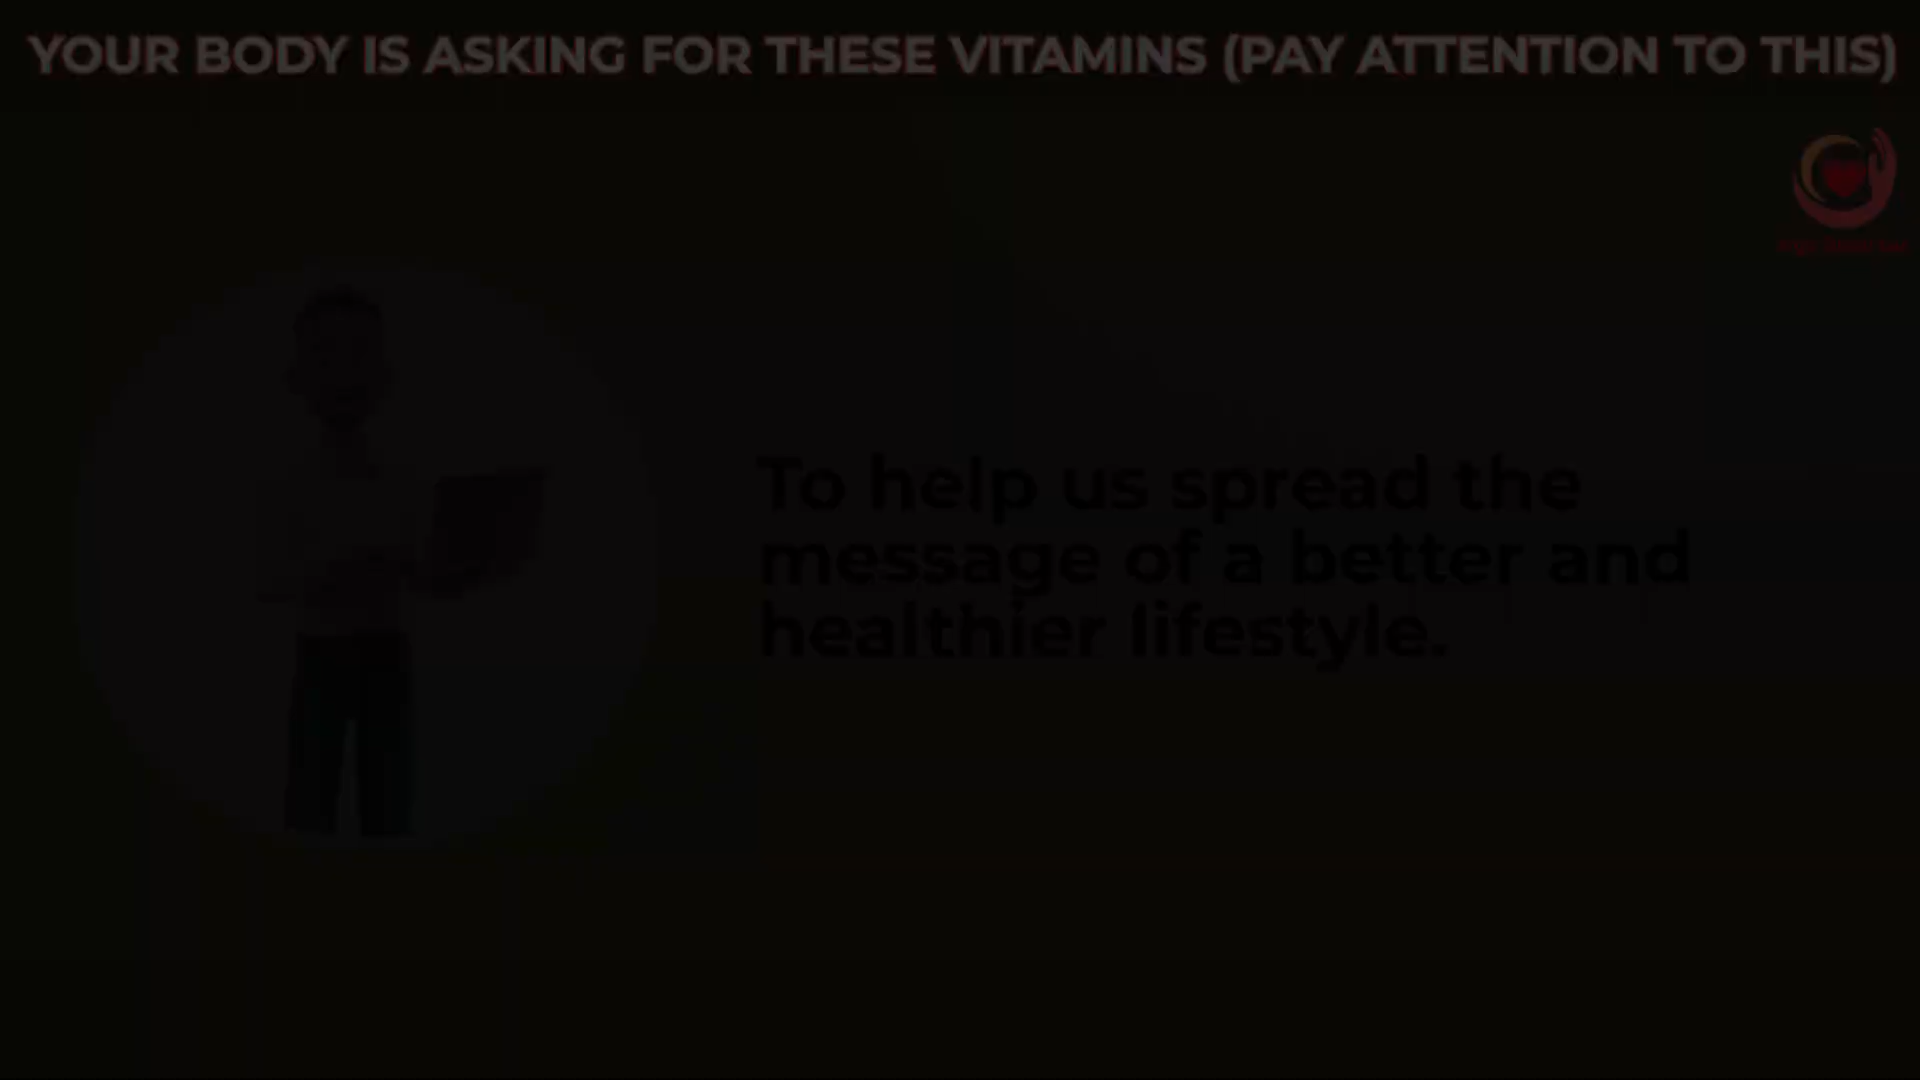 YOUR BODY IS ASKING FOR THESE VITAMINS (PAY ATTENTION TO THIS)
To help us spread the
message of a better and
healthier lifestyle.